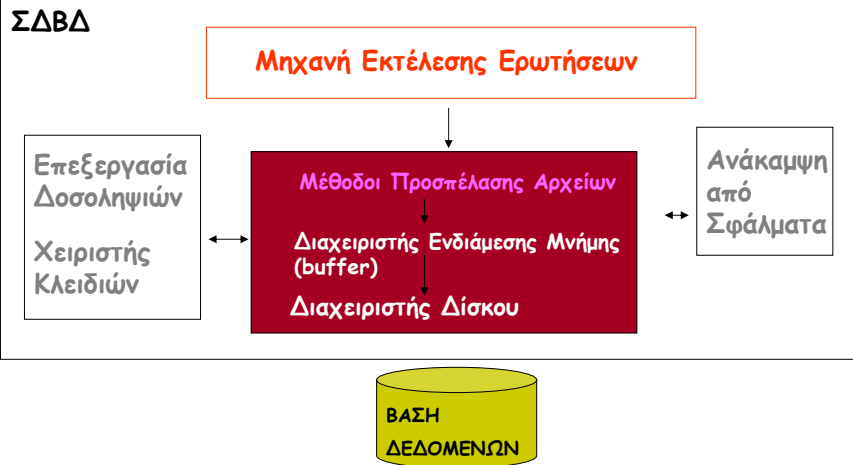 ΣΔΒΔ
Μηχανή Εκτέλεσης Ερωτήσεων
Επεξεργασία
Δοσοληψιών
Χειριστής
Κλειδιών
Μέθοδοι Προσπέλασης Αρχείων
Διαχειριστής Ενδιάμεσης Μνήμης
(buffer)
Διαχειριστής Δίσκου
Ανάκαμψη
από
Σφάλματα
ΒΑΣΗ
ΔΕΔΟΜΕΝΩΝ